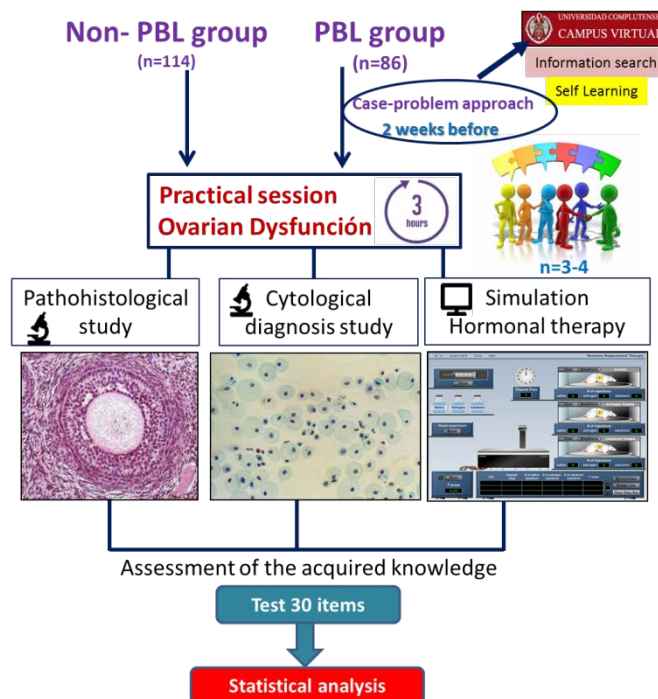 Non- PBL group
(n=114)
PBL group
(n=86)
UNIVERSIDAD COMPLUTENSE
CAMPUS VIRTUAL
Information search
Self Learning
Case-problem approach
2 weeks before
Practical session
Ovarian Dysfunción
3
hours
n=3-4
Pathohistological
study
Cytological
diagnosis study
Simulation
Hormonal therapy
Assessment of the acquired knowledge
Test 30 items
Statistical analysis